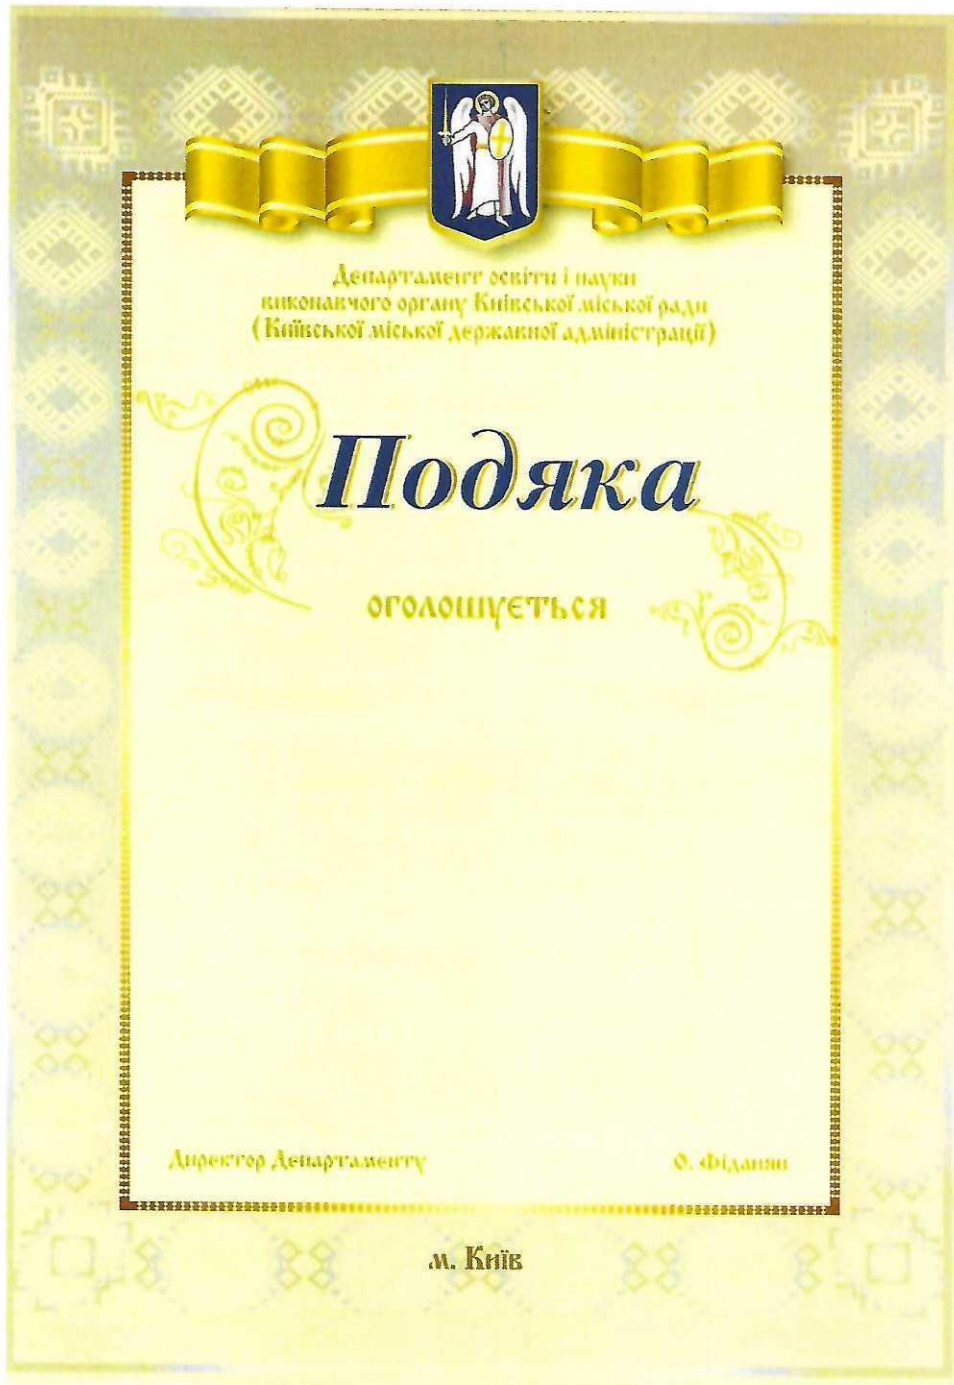 Департамент освіти і науки
виконавчого органу Київської міської ради
(Київської міської державної адміністрації)
Подяка
оголошується
Директор Департаменту
О. Фіданян
м. Київ